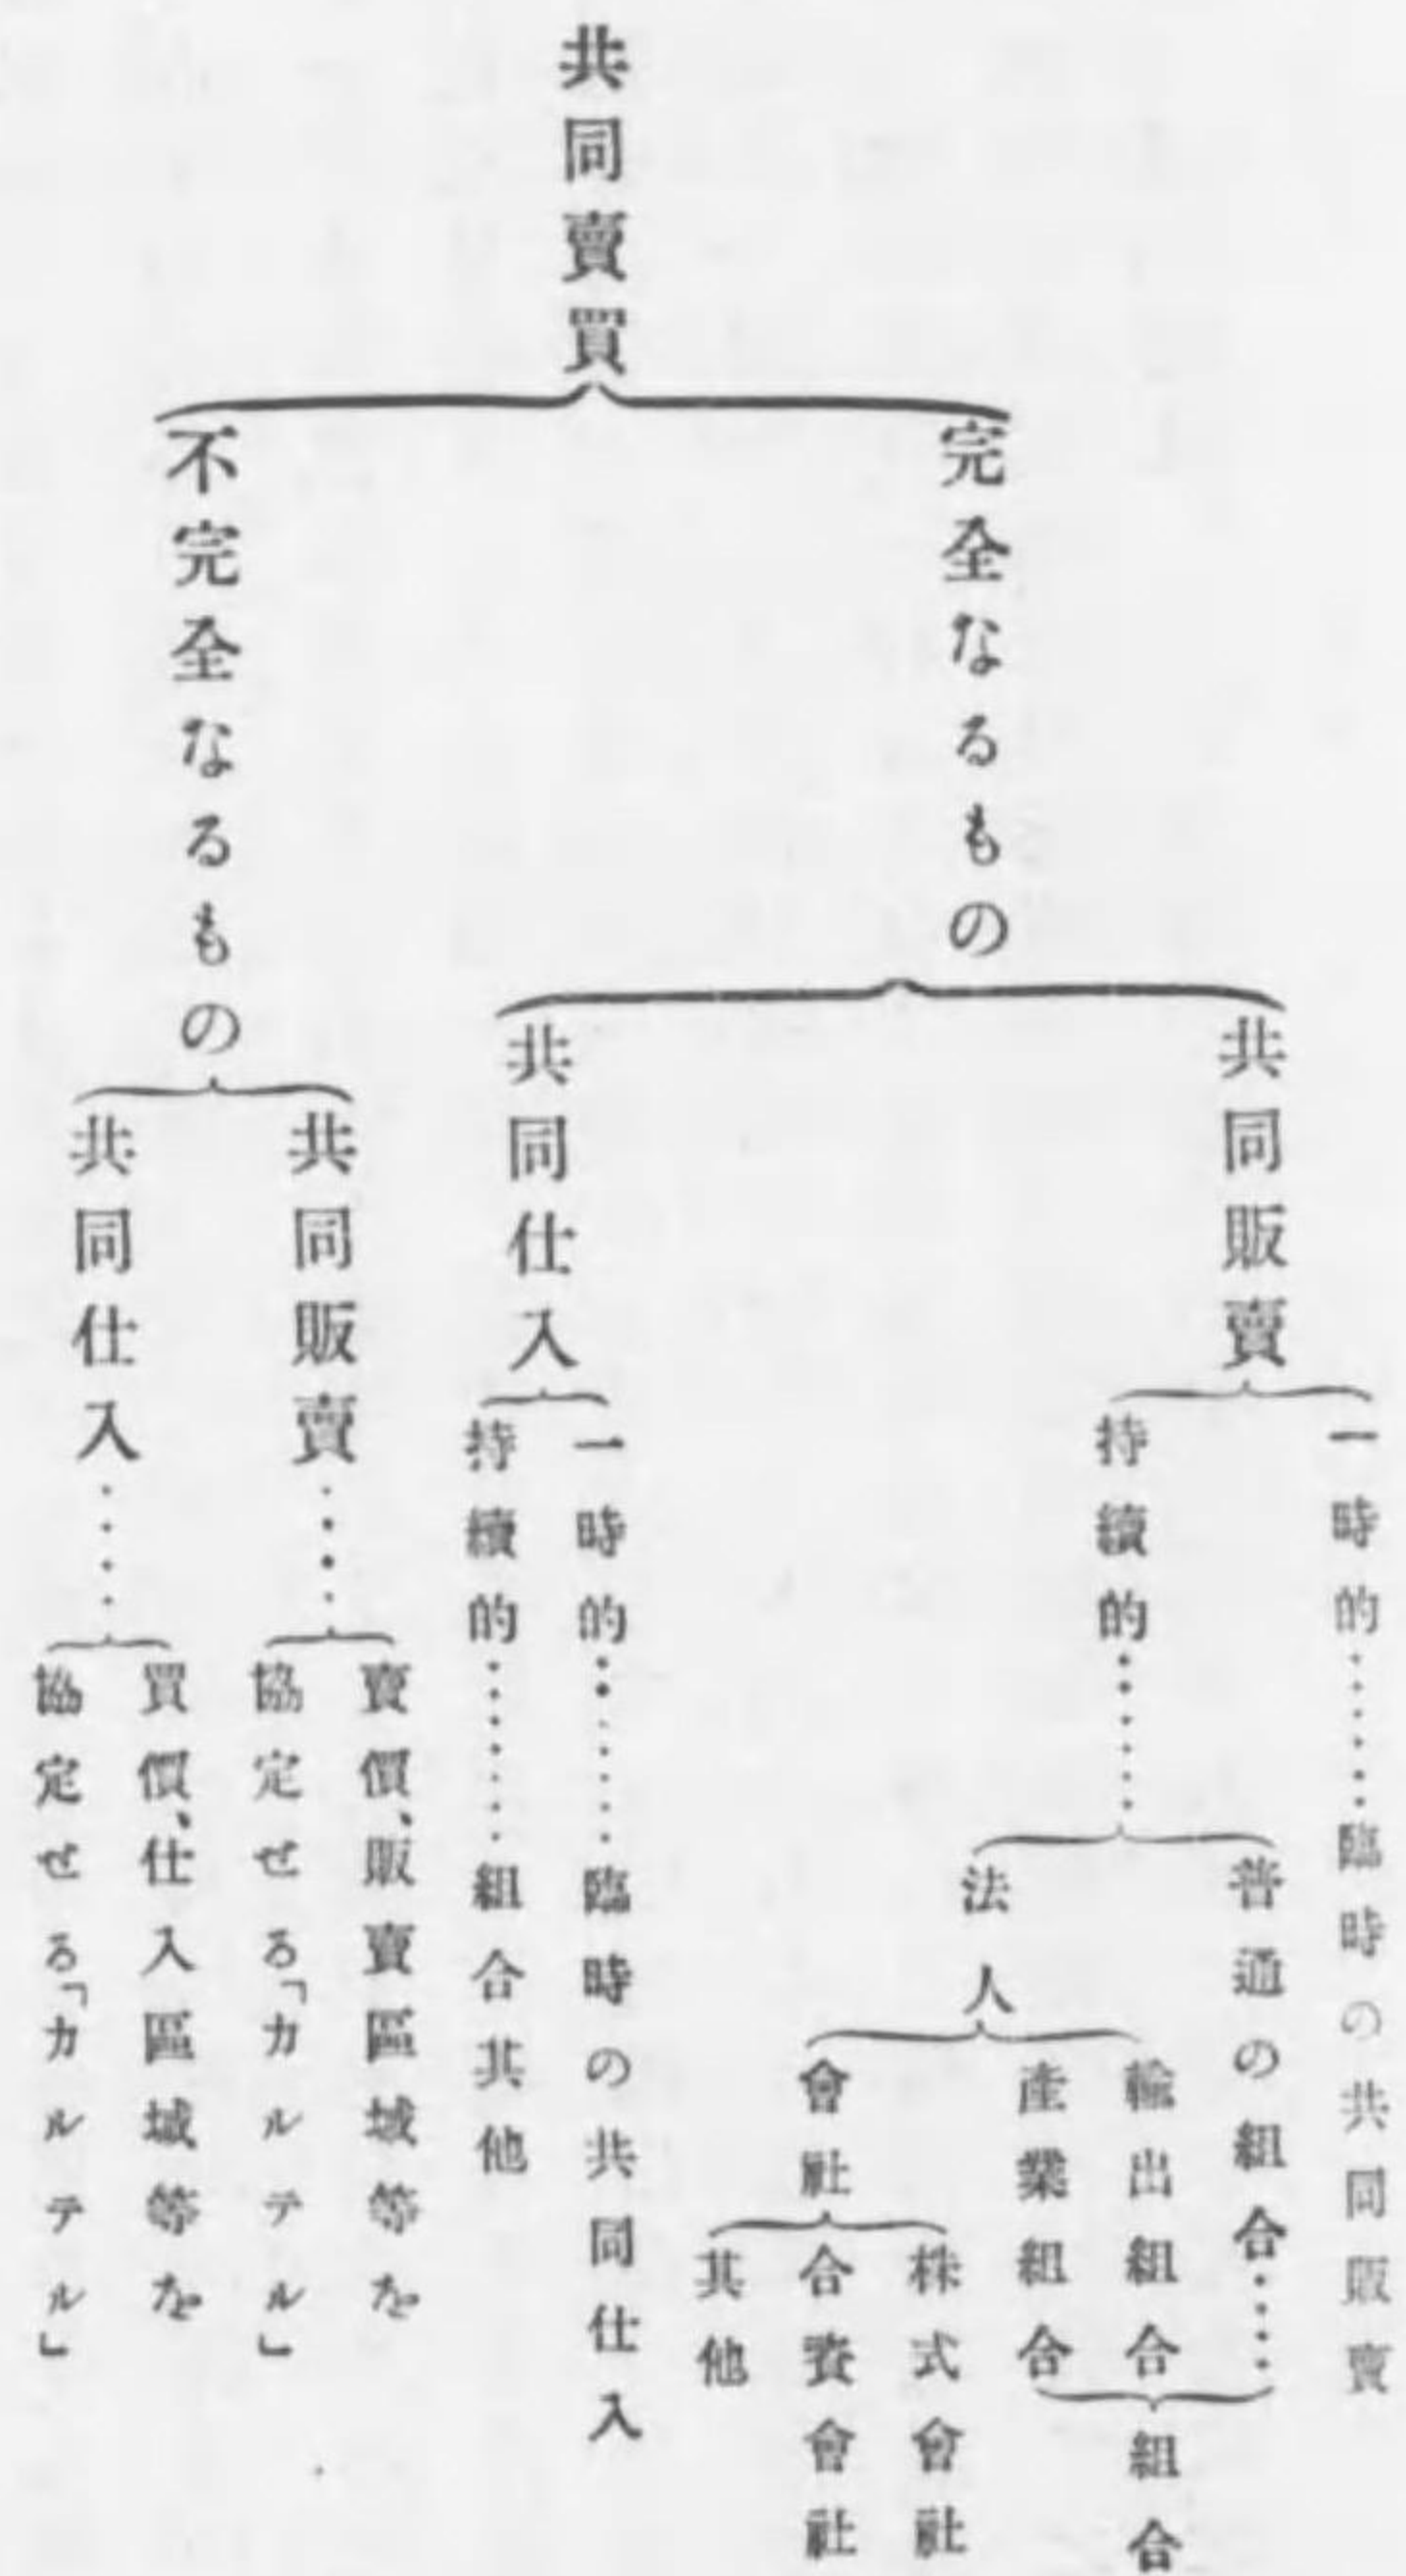 共同賣買
完全なるもの
共同販賣
一時的……臨時の共同販賣
持續的……
普通の組合……
法人
輸出組合
產業組合
組合
會社
株式會社
合資會社
其他
共同仕入
一時的……臨時の共同仕入
持續的……組合其他
不完全なるもの
共同販賣……
賣價、販賣區域等を
協定せる「カルテル」
共同仕入……
買價、仕入區域等を
協定せる「カルテル」